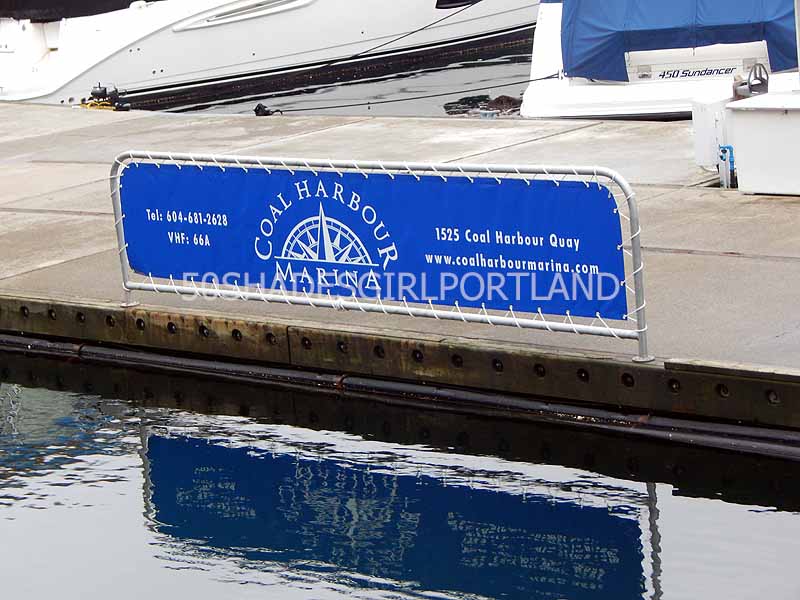 450 Sundancer
Tel: 604-681-2628
VHF: 66A
COAL HARBOUR
MARINA
1525 Coal Harbour Quay
www.coalharbourmarina.com
50SHADESGIRLPORTLAND